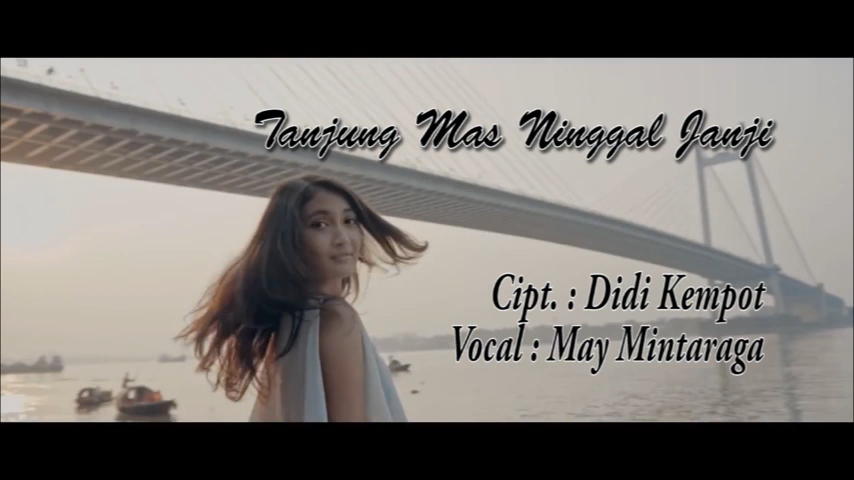 Tanjung Mas Ninggal Janji
Cipt. : Didi Kempot
Vocal : May Mintaraga